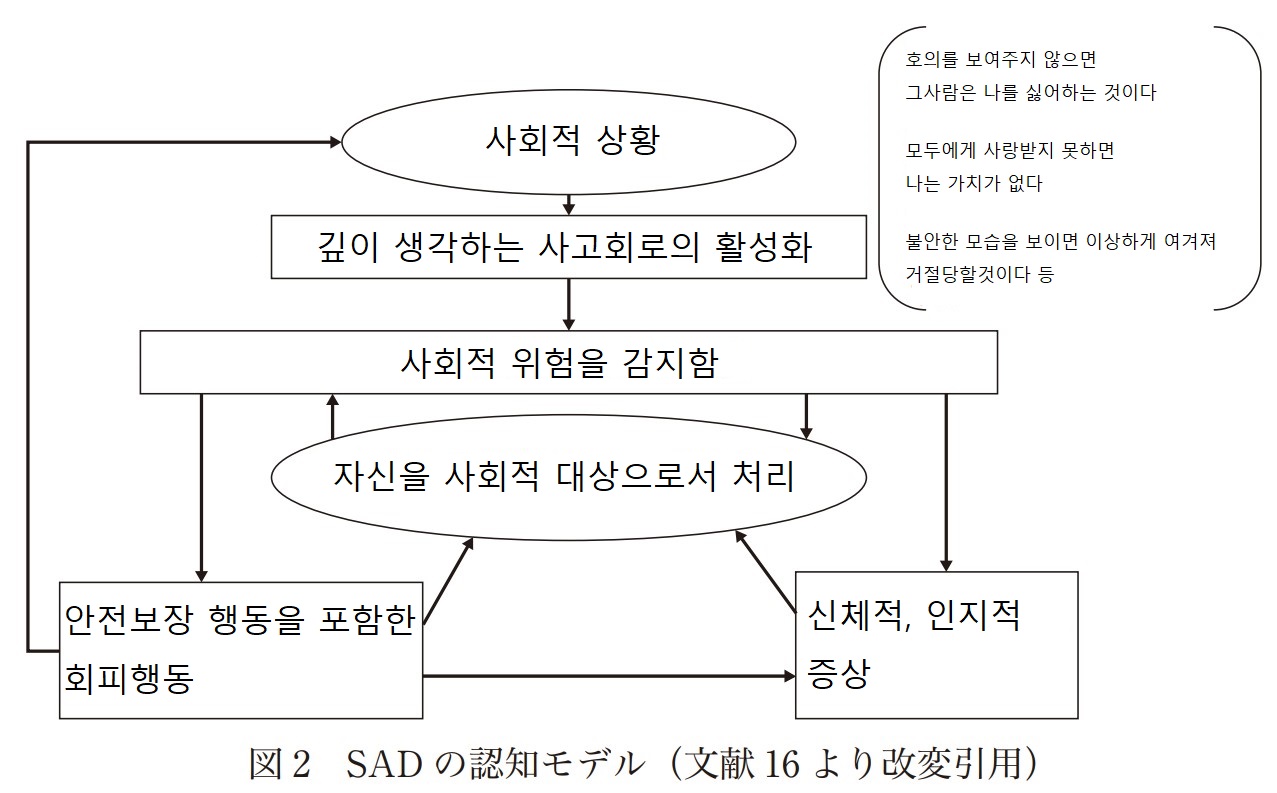 호의를 보여주지 않으면
그사람은 나를 싫어하는 것이다
모두에게 사랑받지 못하면
나는 가치가 없다
불안한 모습을 보이면 이상하게 여겨져
거절당할것이다 등
사회적 상황
깊이 생각하는 사고회로의 활성화
사회적 위험을 감지함
자신을 사회적 대상으로서 처리
안전보장 행동을 포함한
회피행동
신체적, 인지적
증상
図 2 SAD の認知モデル（文献 16 より改変引用）